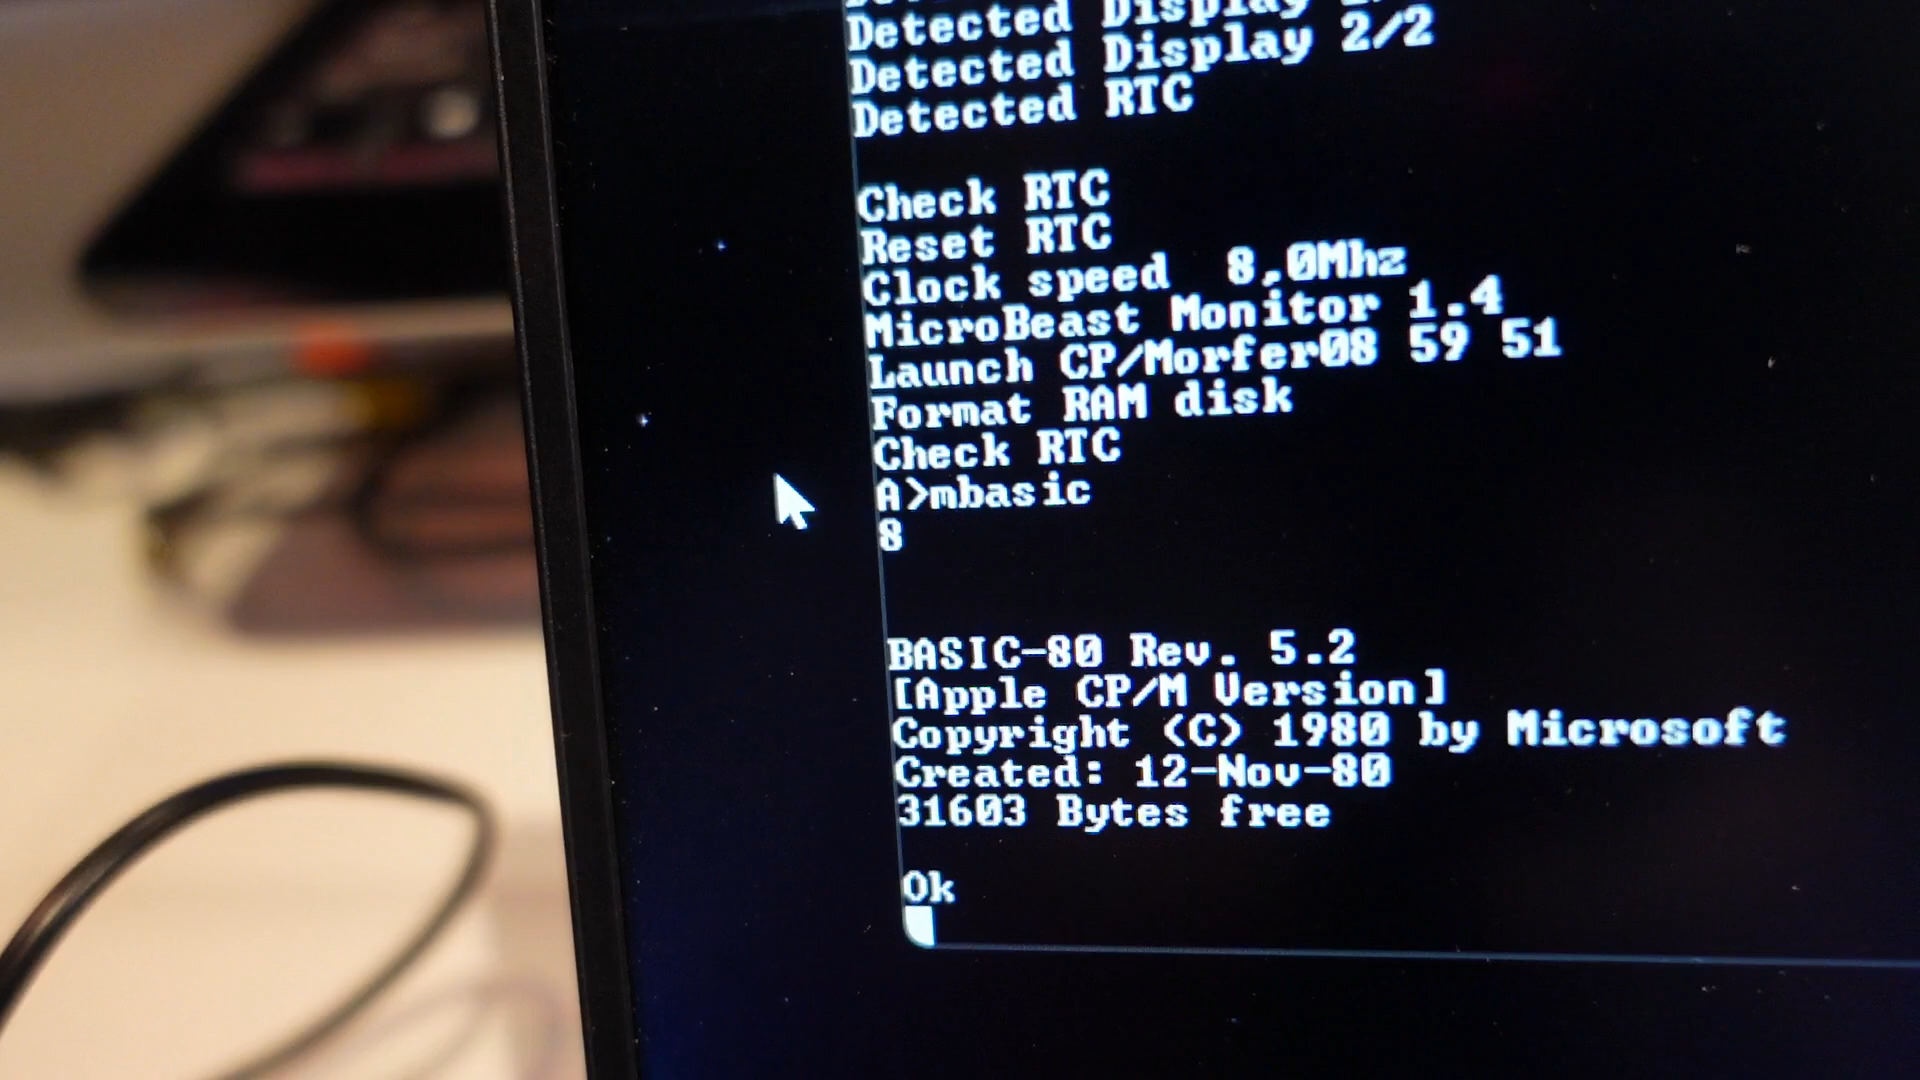 Detected Display
Detected Display 2/2
Detected RTC
Check RTC
Reset RTC
Clock speed  8,0Mhz
MicroBeast Monitor 1.4
Launch CP/Morfer08 59 51
Format RAM disk
Check RTC
A>mbasic
8
BASIC-80 Rev. 5.2
[Apple CP/M Version]
Copyright (C) 1980 by Microsoft
Created: 12-Nov-80
31603 Bytes free
Ok